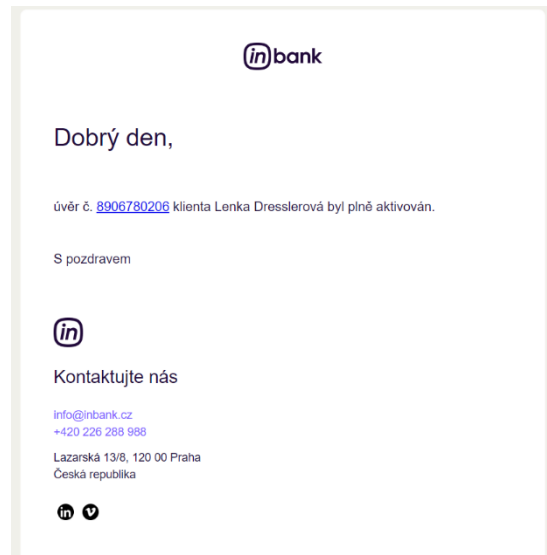 inbank
Dobrý den,
úvěr č. 8906780206 klienta Lenka Dresslerová byl plně aktivován.
S pozdravem
in
Kontaktujte nás
info@inbank.cz
+420 226 288 988
Lazarská 13/8, 120 00 Praha
Česká republika
in v